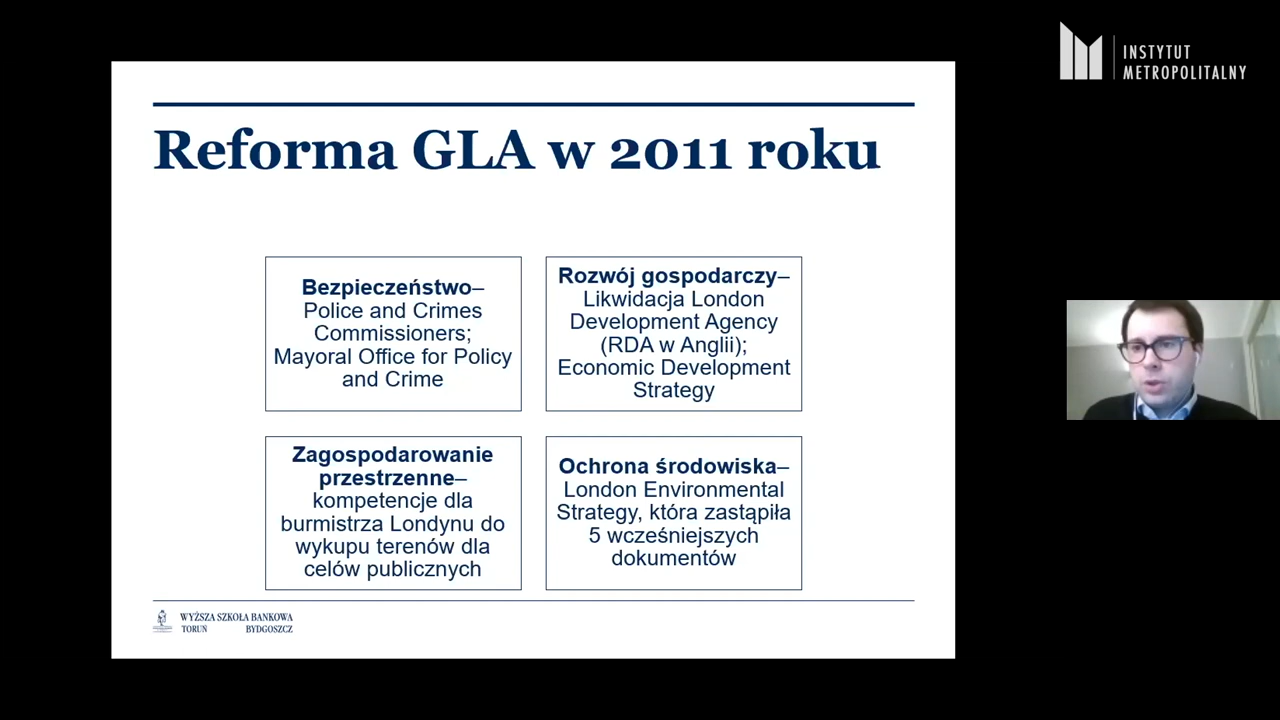 INSTYTUT
METROPOLITALNY
Reforma GLA w 2011 roku
Bezpieczeństwo–
Police and Crimes
Commissioners;
Mayoral Office for Policy
and Crime
Rozwój gospodarczy–
Likwidacja London
Development Agency
(RDA w Anglii);
Economic Development
Strategy
Zagospodarowanie
przestrzenne–
kompetencje dla
burmistrza Londynu do
wykupu terenów dla
celów publicznych
Ochrona środowiska–
London Environmental
Strategy, która zastąpiła
5 wcześniejszych
dokumentów
WYŻSZA SZKOŁA BANKOWA
TORUŃ BYDGOSZCZ